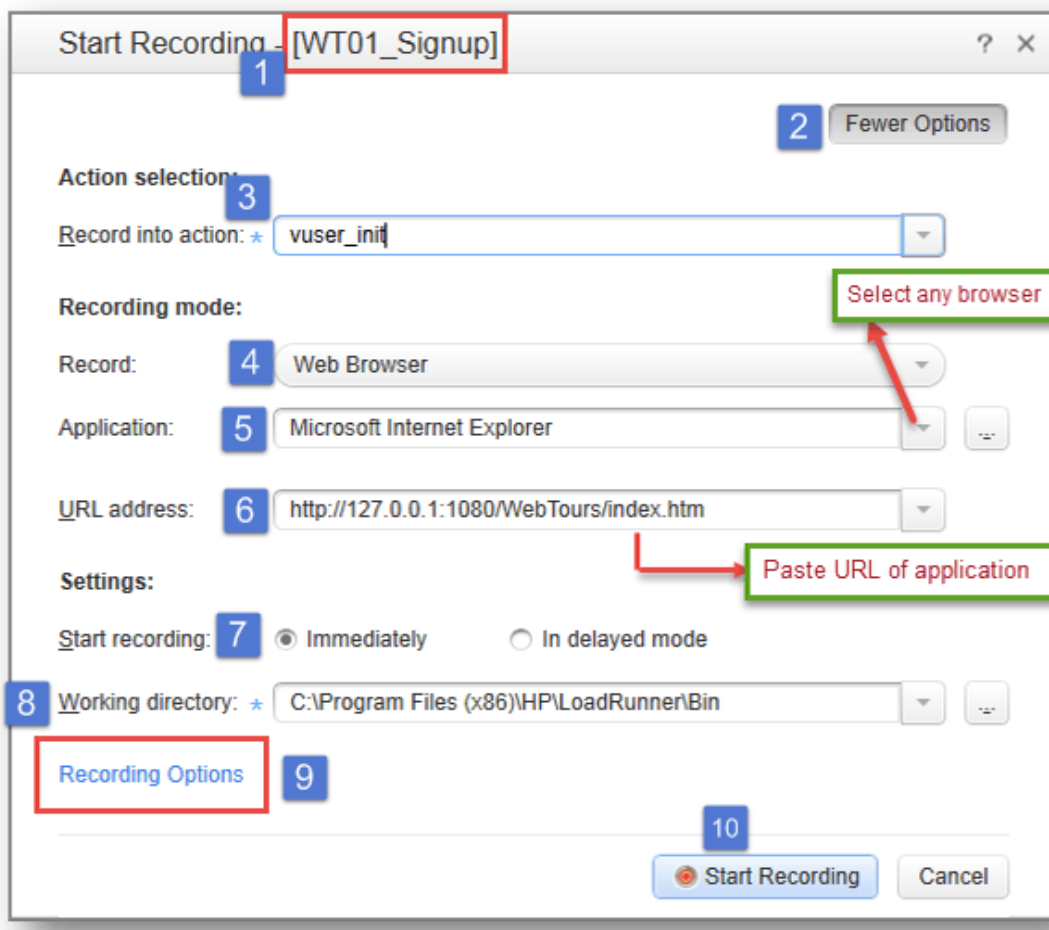 Start Recording - [WT01_Signup] ? ×
1
2 Fewer Options
Action selection:
3
Record into action: * vuser_init
Select any browser
Recording mode:
Record: 4 Web Browser
Application: 5 Microsoft Internet Explorer ...
URL address: 6 http://127.0.0.1:1080/WebTours/index.htm
Paste URL of application
Settings:
Start recording: 7 Immediately In delayed mode
8 Working directory: * C:\Program Files (x86)\HP\LoadRunner\Bin ...
Recording Options 9
10
Start Recording Cancel